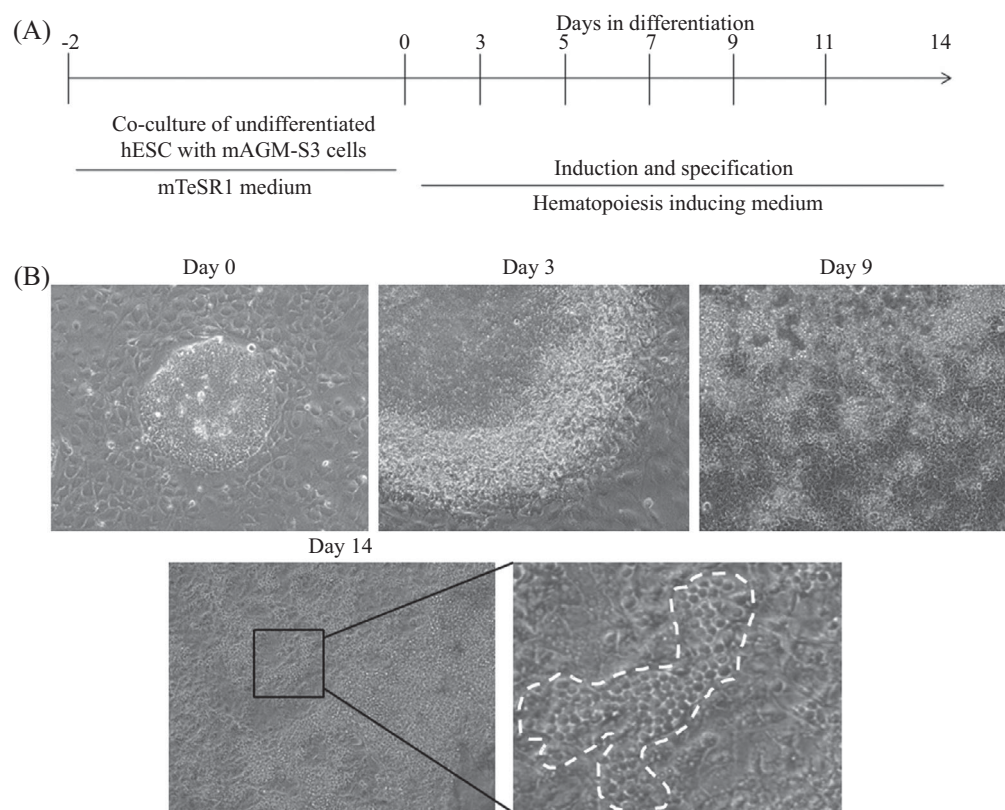 (A)
Days in differentiation
-2 0 3 5 7 9 11 14
Co-culture of undifferentiated
hESC with mAGM-S3 cells
mTeSR1 medium
Induction and specification
Hematopoiesis inducing medium
(B)
Day 0 Day 3 Day 9
Day 14